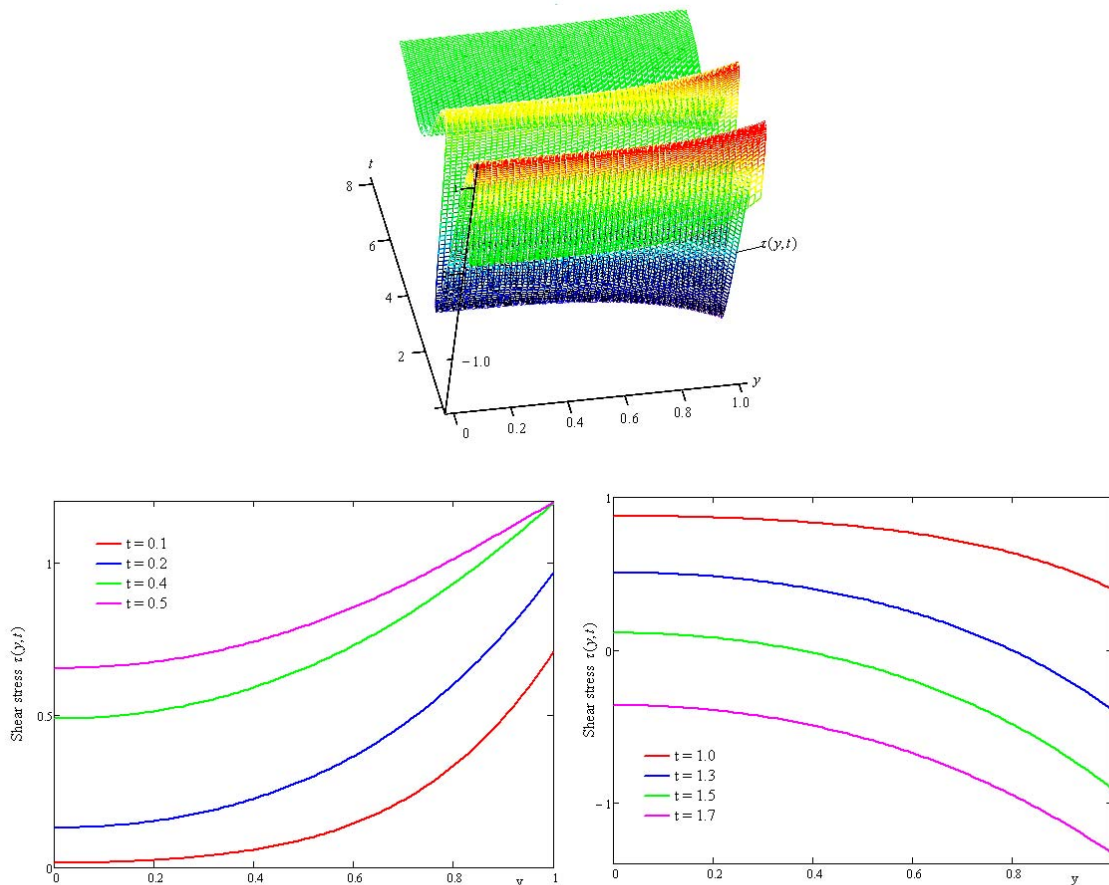 t
8
6
4
2
1
−1.0
τ(y,t)
y
0 0.2 0.4 0.6 0.8 1.0
Shear stress τ(y,t)
1
0.5
0
t = 0.1
t = 0.2
t = 0.4
t = 0.5
0 0.2 0.4 0.6 0.8 1
y
Shear stress τ(y,t)
1
0
−1
t = 1.0
t = 1.3
t = 1.5
t = 1.7
0 0.2 0.4 0.6 0.8
y